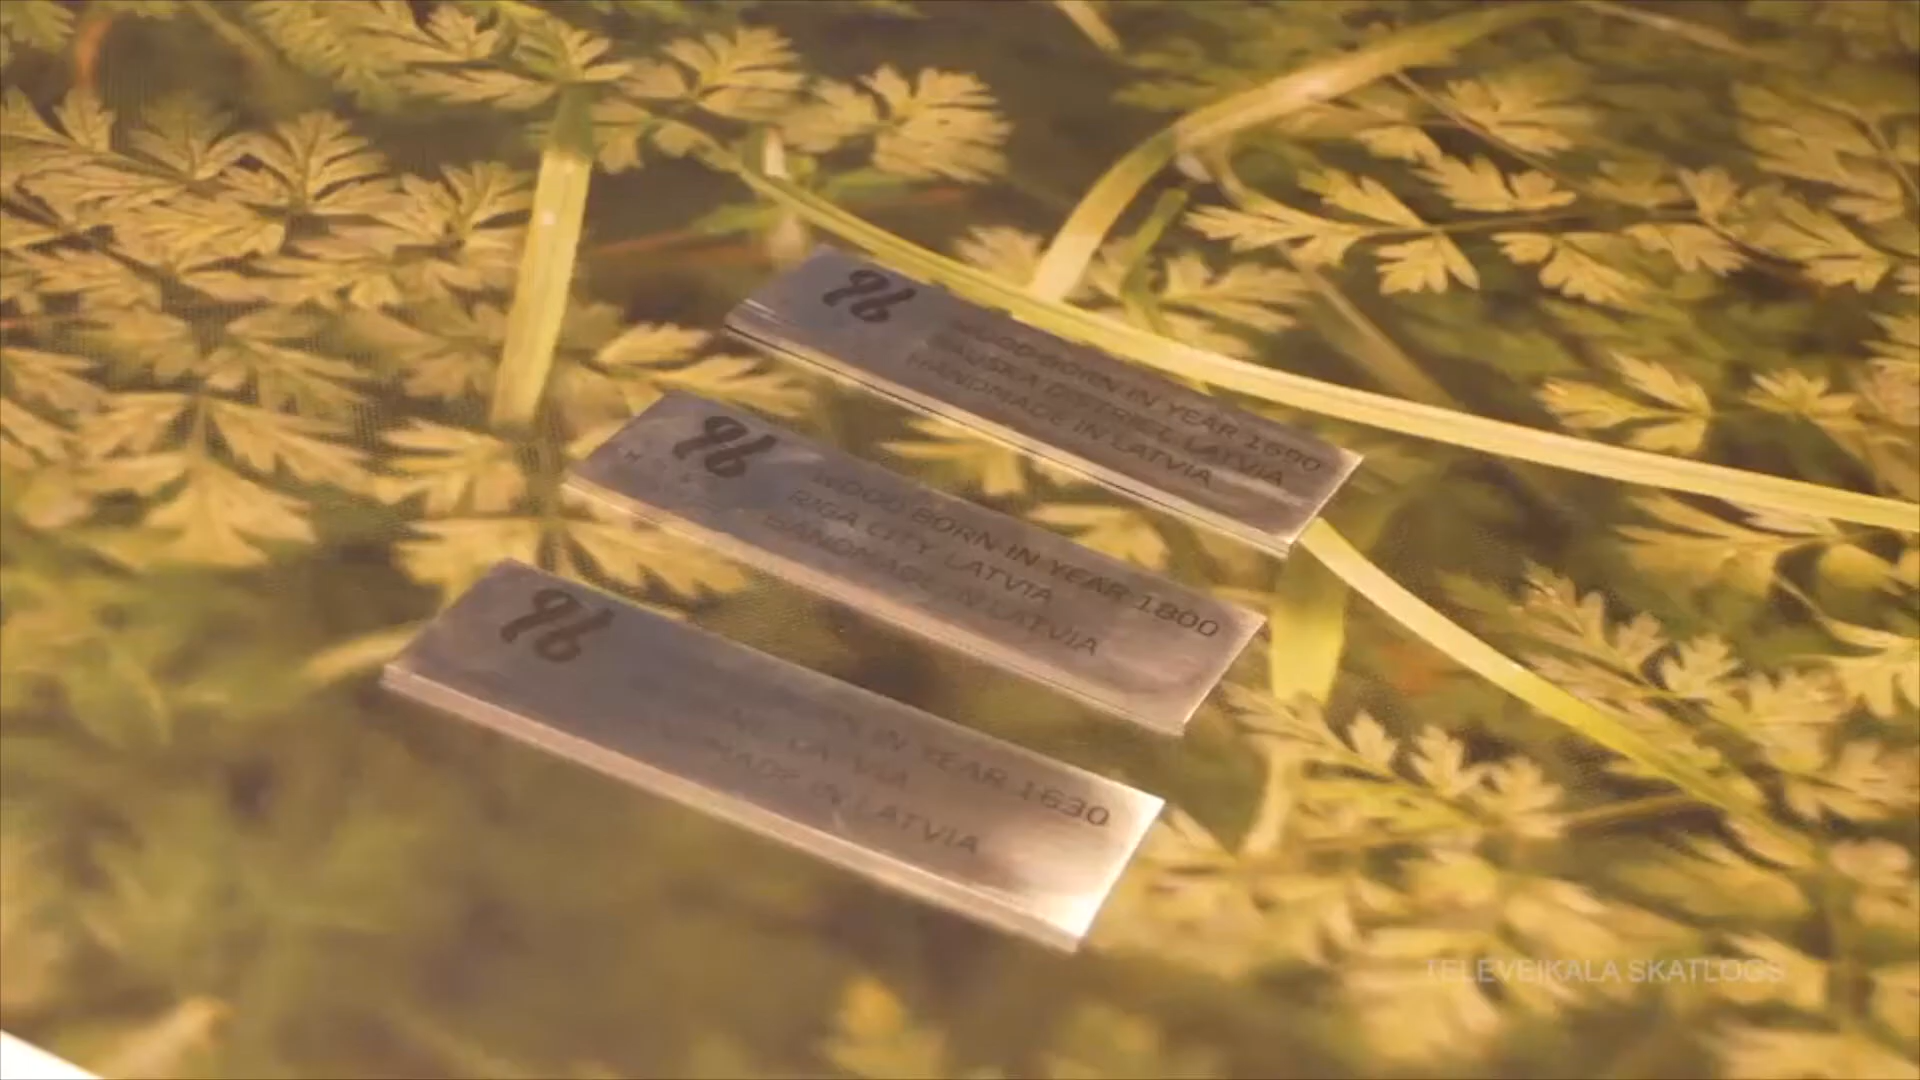 WOOD BORN IN YEAR 1690
BAUSKA DISTRICT LATVIA
HANDMADE IN LATVIA
WOOD BORN IN YEAR 1800
RIGA CITY LATVIA
HANDMADE IN LATVIA
IN YEAR 1630
IN LATVIA
TELEVEIKALA SKATLOGS